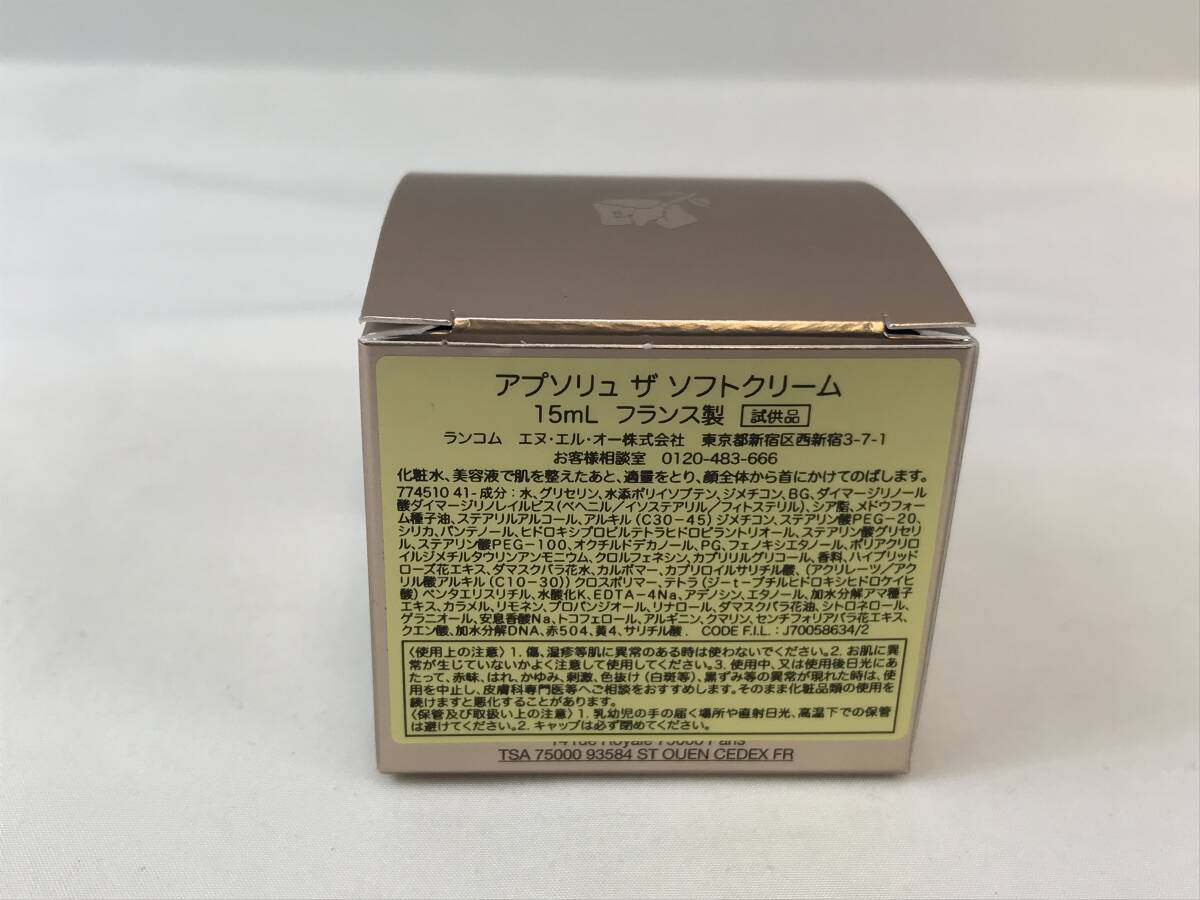 アプソリュ ザ ソフトクリーム
15mL フランス製 試供品
ランコム エヌ・エル・オー株式会社 東京都新宿区西新宿3-7-1
お客様相談室 0120-483-666
化粧水、美容液で肌を整えたあと、適量をとり、顔全体から首にかけてのばします。
774510 41-成分：水、グリセリン、水添ポリイソブテン、ジメチコン、BG、ダイマージリノール
酸ダイマージリノレイルビス(ベヘニル／イソステアリル／フィトステリル)、シア脂、メドウフォ
ーム種子油、ステアリルアルコール、アルキル(C30-45)ジメチコン、ステアリン酸PEG-20、
シリカ、パンテノール、ヒドロキシプロピルテトラヒドロピラントリオール、ステアリン酸グリセリ
ル、ステアリン酸PEG-100、オクチルドデカノール、PG、フェノキシエタノール、ポリアクリロ
イルジメチルタウリンアンモニウム、クロルフェネシン、カプリリルグリコール、香料、ハイブリッド
ローズ花エキス、ダマスクバラ花水、カルボマー、カプリロイルサリチル酸、(アクリレーツ／アク
リル酸アルキル(C10-30))クロスポリマー、テトラ(ジ-t-ブチルヒドロキシヒドロケイヒ
酸)ペンタエリスリチル、水酸化K、EDTA-4Na、アデノシン、エタノール、加水分解アマ種子
エキス、カラメル、リモネン、プロパンジオール、リナロール、ダマスクバラ花油、シトロネロール、
ゲラニオール、安息香酸Na、トコフェロール、アルギニン、クマリン、センチフォリアバラ花エキス、
クエン酸、加水分解DNA、赤504、黄4、サリチル酸． CODE F.I.L.：J70058634/2
〈使用上の注意〉1. 傷、湿疹等肌に異常のある時は使わないでください。2. お肌に異
常が生じていないかよく注意して使用してください。3. 使用中、又は使用後日光にあ
たって、赤味、はれ、かゆみ、刺激、色抜け(白斑等)、黒ずみ等の異常が現れた時は、使
用を中止し、皮膚科専門医等へご相談をおすすめします。そのまま化粧品類の使用を
続けますと悪化することがあります。
〈保管及び取扱い上の注意〉1. 乳幼児の手の届く場所や直射日光、高温下での保管
は避けてください。2. キャップは必ず閉めてください。
14 rue Royale 75008 Paris
TSA 75000 93584 ST OUEN CEDEX FR